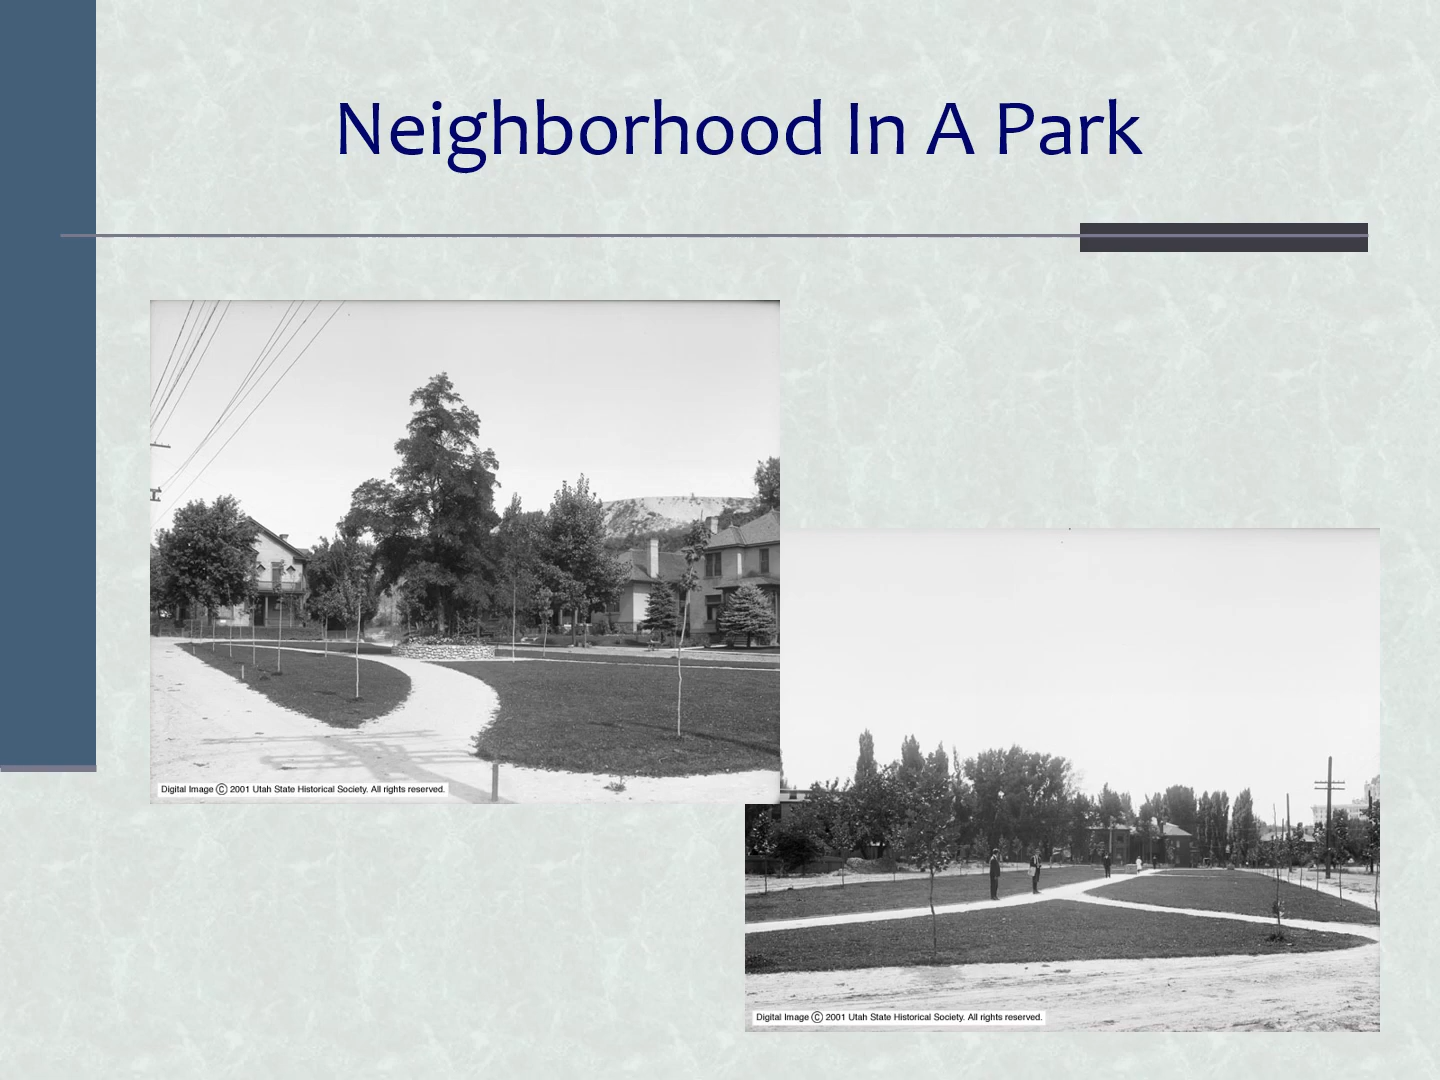 Neighborhood In A Park
Digital Image © 2001 Utah State Historical Society. All rights reserved.
Digital Image © 2001 Utah State Historical Society. All rights reserved.